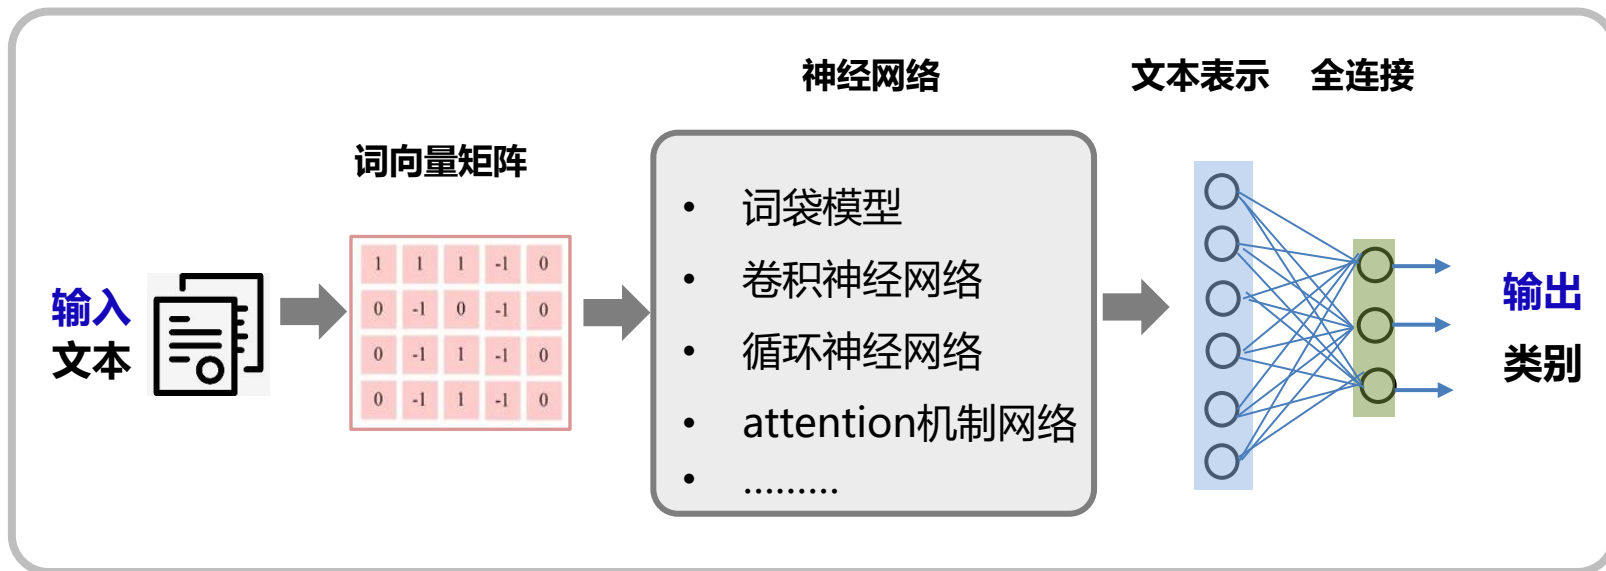 神经网络
文本表示
全连接
词向量矩阵
输入
文本
1 1 1 -1 0
0 -1 0 -1 0
0 -1 1 -1 0
0 -1 1 -1 0
• 词袋模型
• 卷积神经网络
• 循环神经网络
• attention机制网络
• .........
输出
类别